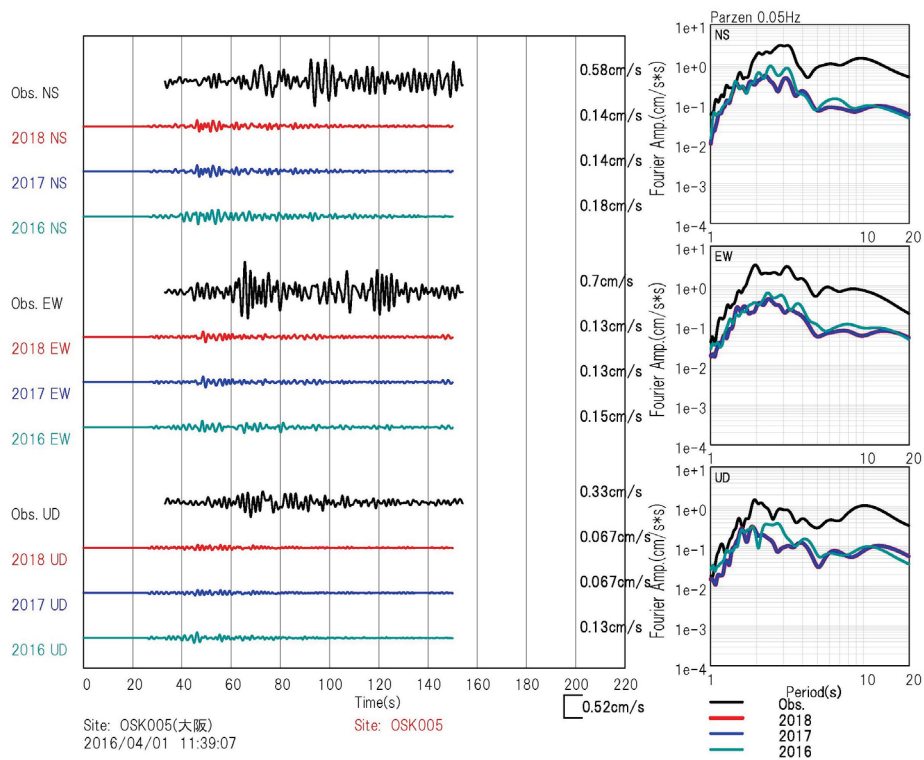 Obs. NS
0.58cm/s
2018 NS
0.14cm/s
2017 NS
0.14cm/s
2016 NS
0.18cm/s
Obs. EW
0.7cm/s
2018 EW
0.13cm/s
2017 EW
0.13cm/s
2016 EW
0.15cm/s
Obs. UD
0.33cm/s
2018 UD
0.067cm/s
2017 UD
0.067cm/s
2016 UD
0.13cm/s
0 20 40 60 80 100 120 140 160 180 200 220
Time(s)
0.52cm/s
Site: OSK005(大阪)
2016/04/01 11:39:07
Site: OSK005
Parzen 0.05Hz
NS
Fourier Amp.(cm/s*s)
1e+1
1e+0
1e-1
1e-2
1e-3
1e-4
1 10 20
EW
Fourier Amp.(cm/s*s)
1e+1
1e+0
1e-1
1e-2
1e-3
1e-4
1 10 20
UD
Fourier Amp.(cm/s*s)
1e+1
1e+0
1e-1
1e-2
1e-3
1e-4
1 10 20
Period(s)
Obs.
2018
2017
2016